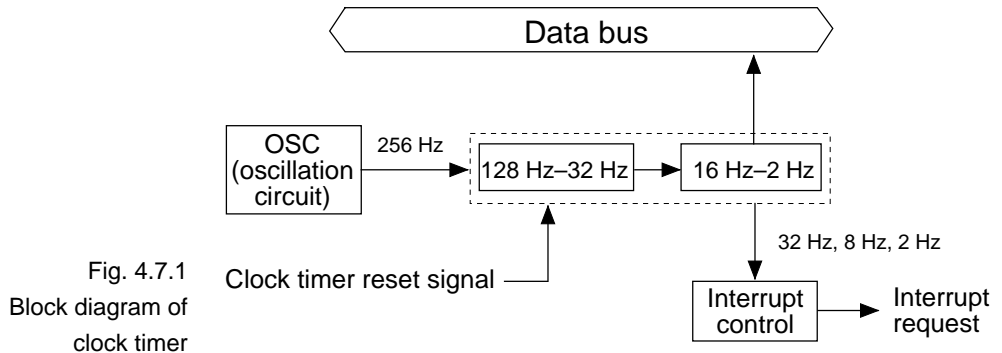 Data bus
OSC
(oscillation
circuit)
256 Hz
128 Hz–32 Hz
16 Hz–2 Hz
32 Hz, 8 Hz, 2 Hz
Clock timer reset signal
Interrupt
control
Interrupt
request
Fig. 4.7.1
Block diagram of
clock timer